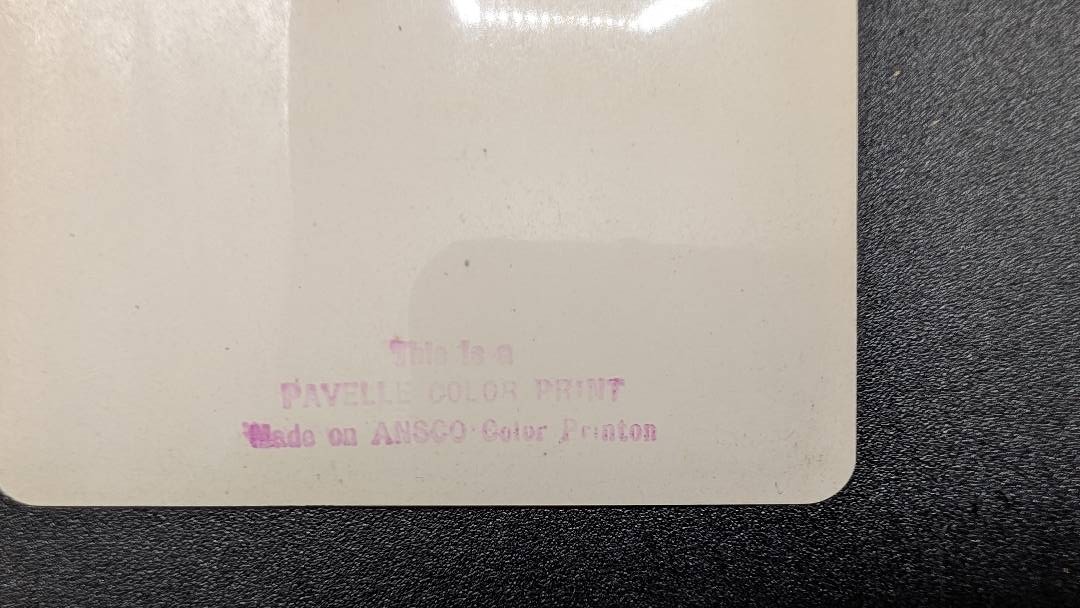 This is a
PAVELLE COLOR PRINT
Made on ANSCO Color Printon